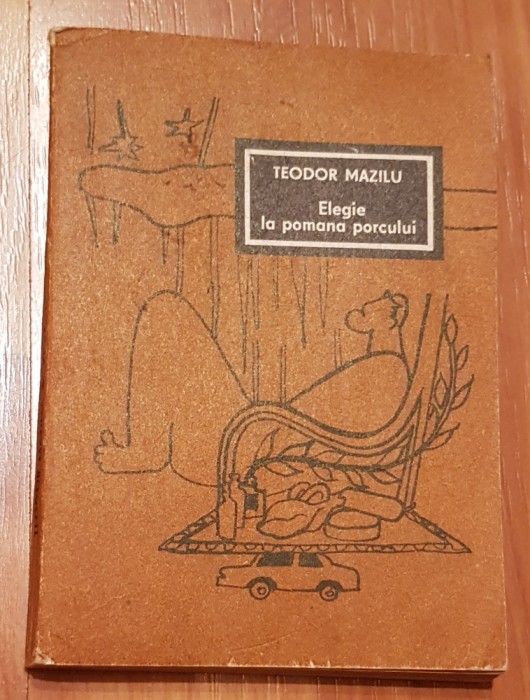 TEODOR MAZILU
Elegie
la pomana porcului